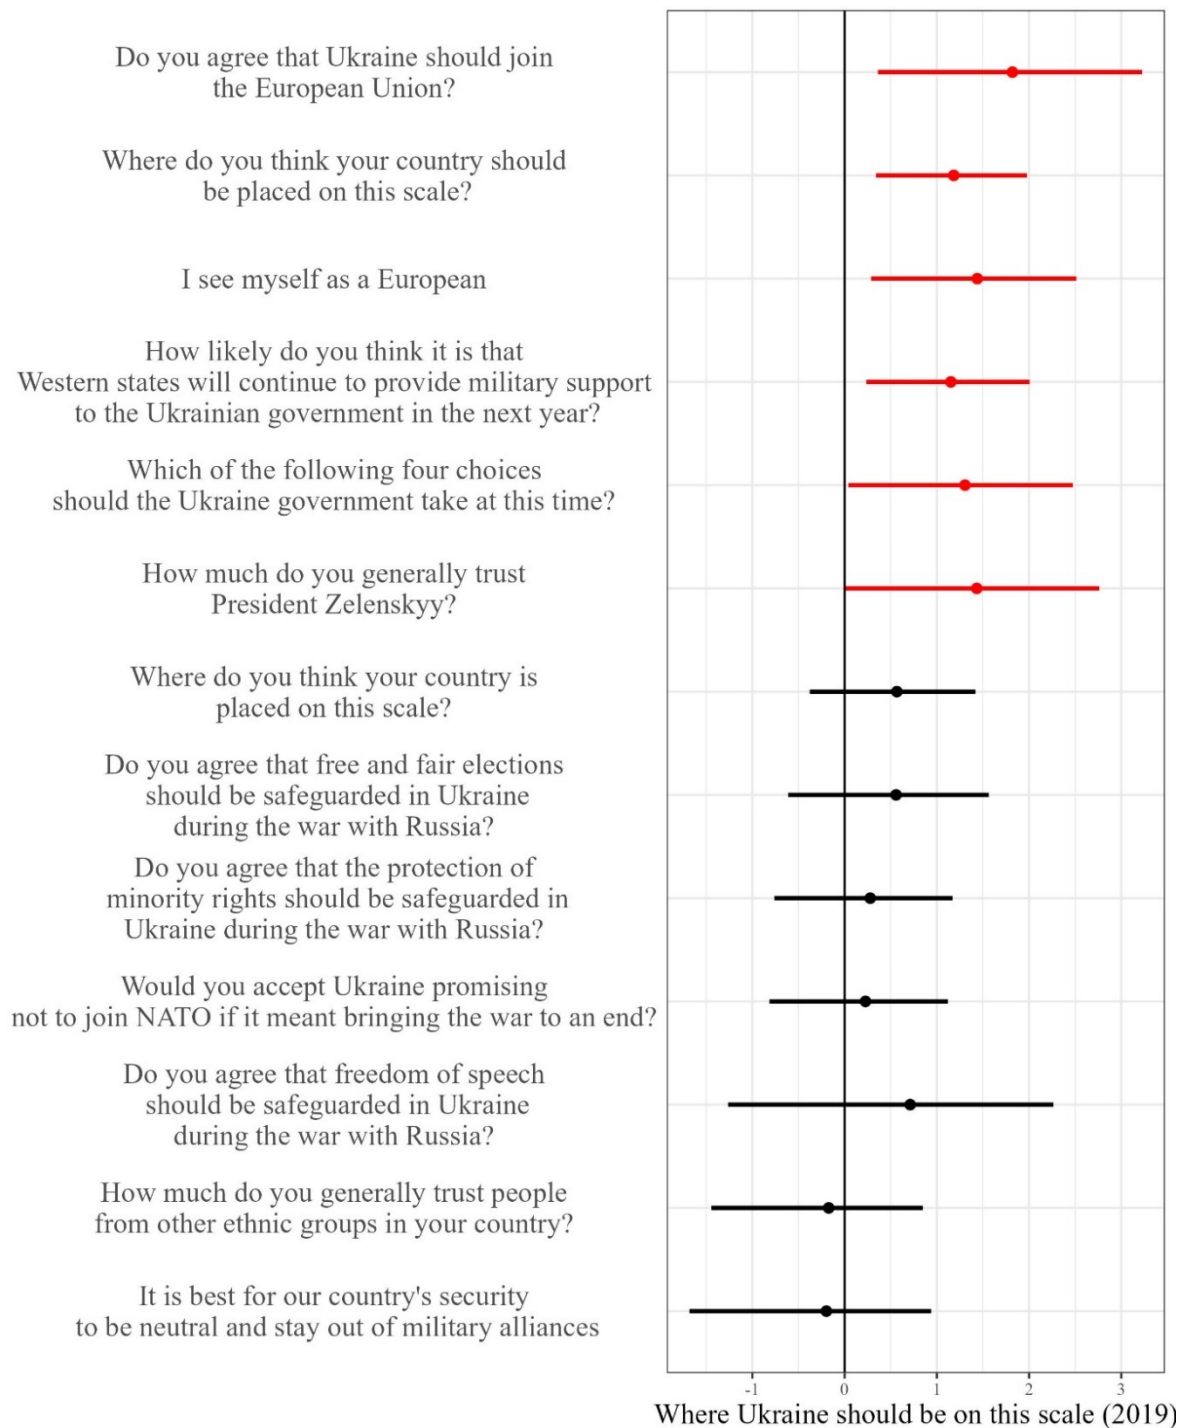 Do you agree that Ukraine should join
the European Union?
Where do you think your country should
be placed on this scale?
I see myself as a European
How likely do you think it is that
Western states will continue to provide military support
to the Ukrainian government in the next year?
Which of the following four choices
should the Ukraine government take at this time?
How much do you generally trust
President Zelenskyy?
Where do you think your country is
placed on this scale?
Do you agree that free and fair elections
should be safeguarded in Ukraine
during the war with Russia?
Do you agree that the protection of
minority rights should be safeguarded in
Ukraine during the war with Russia?
Would you accept Ukraine promising
not to join NATO if it meant bringing the war to an end?
Do you agree that freedom of speech
should be safeguarded in Ukraine
during the war with Russia?
How much do you generally trust people
from other ethnic groups in your country?
It is best for our country's security
to be neutral and stay out of military alliances
-1 0 1 2 3
Where Ukraine should be on this scale (2019)